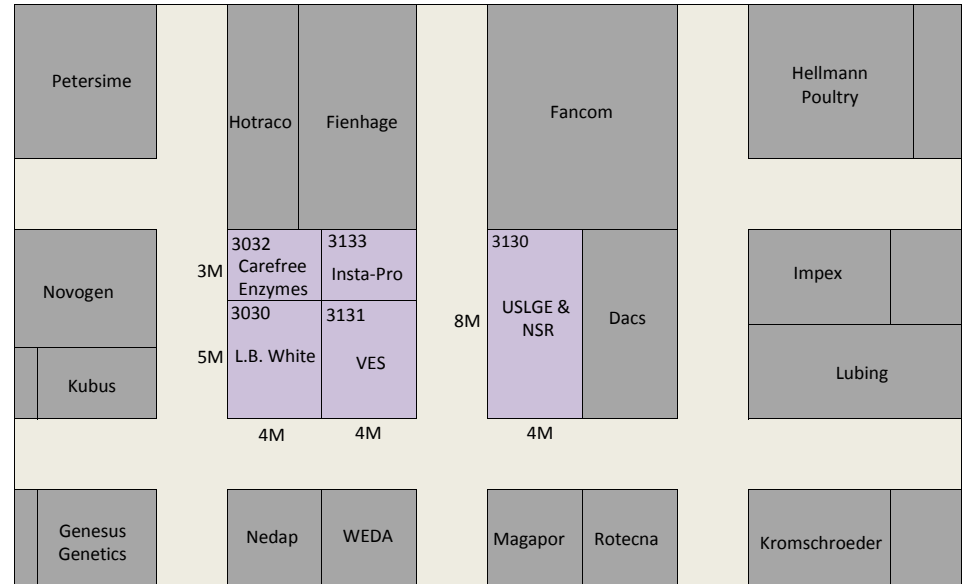 Petersime
Hotraco
Fienhage
Fancom
Hellmann
Poultry
3032
Carefree
Enzymes
3133
Insta-Pro
3M
3130
USLGE &
NSR
Dacs
Impex
Novogen
3030
L.B. White
5M
3131
VES
8M
Kubus
Lubing
4M
4M
4M
Genesus
Genetics
Nedap
WEDA
Magapor
Rotecna
Kromschroeder